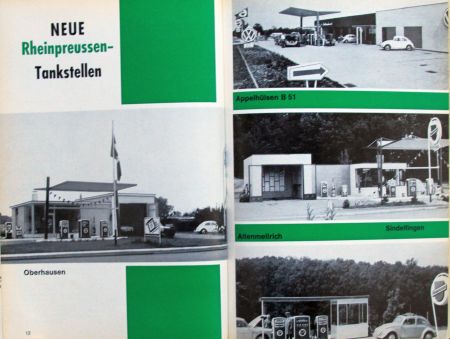 NEUE
Rheinpreussen-
Tankstellen
Oberhausen
12
Appelhülsen B 51
Altenmellrich
Sindelfingen